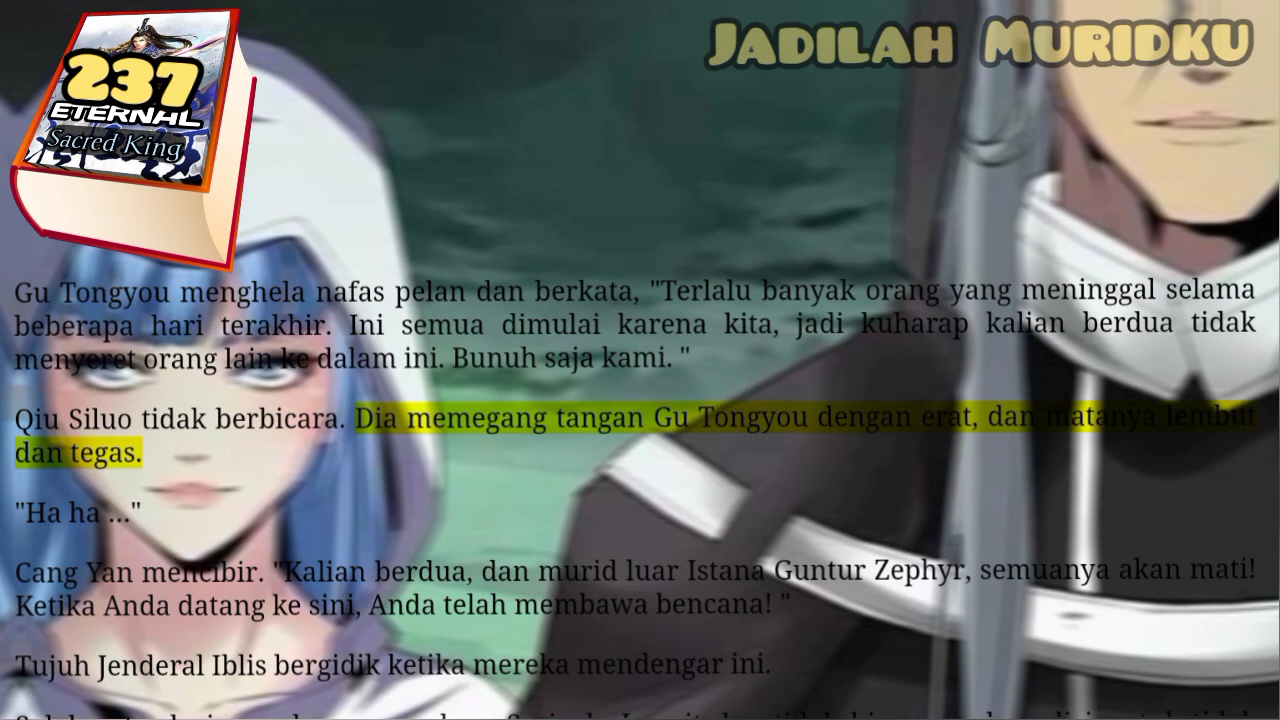 JADILAH MURIDKU
237
ETERNAL
Sacred King
Gu Tongyou menghela nafas pelan dan berkata, "Terlalu banyak orang yang meninggal selama
beberapa hari terakhir. Ini semua dimulai karena kita, jadi kuharap kalian berdua tidak
menyeret orang lain ke dalam ini. Bunuh saja kami. "
Qiu Siluo tidak berbicara. Dia memegang tangan Gu Tongyou dengan erat, dan matanya lembut
dan tegas.
"Ha ha ..."
Cang Yan mencibir. "Kalian berdua, dan murid luar Istana Guntur Zephyr, semuanya akan mati!
Ketika Anda datang ke sini, Anda telah membawa bencana! "
Tujuh Jenderal Iblis bergidik ketika mereka mendengar ini.